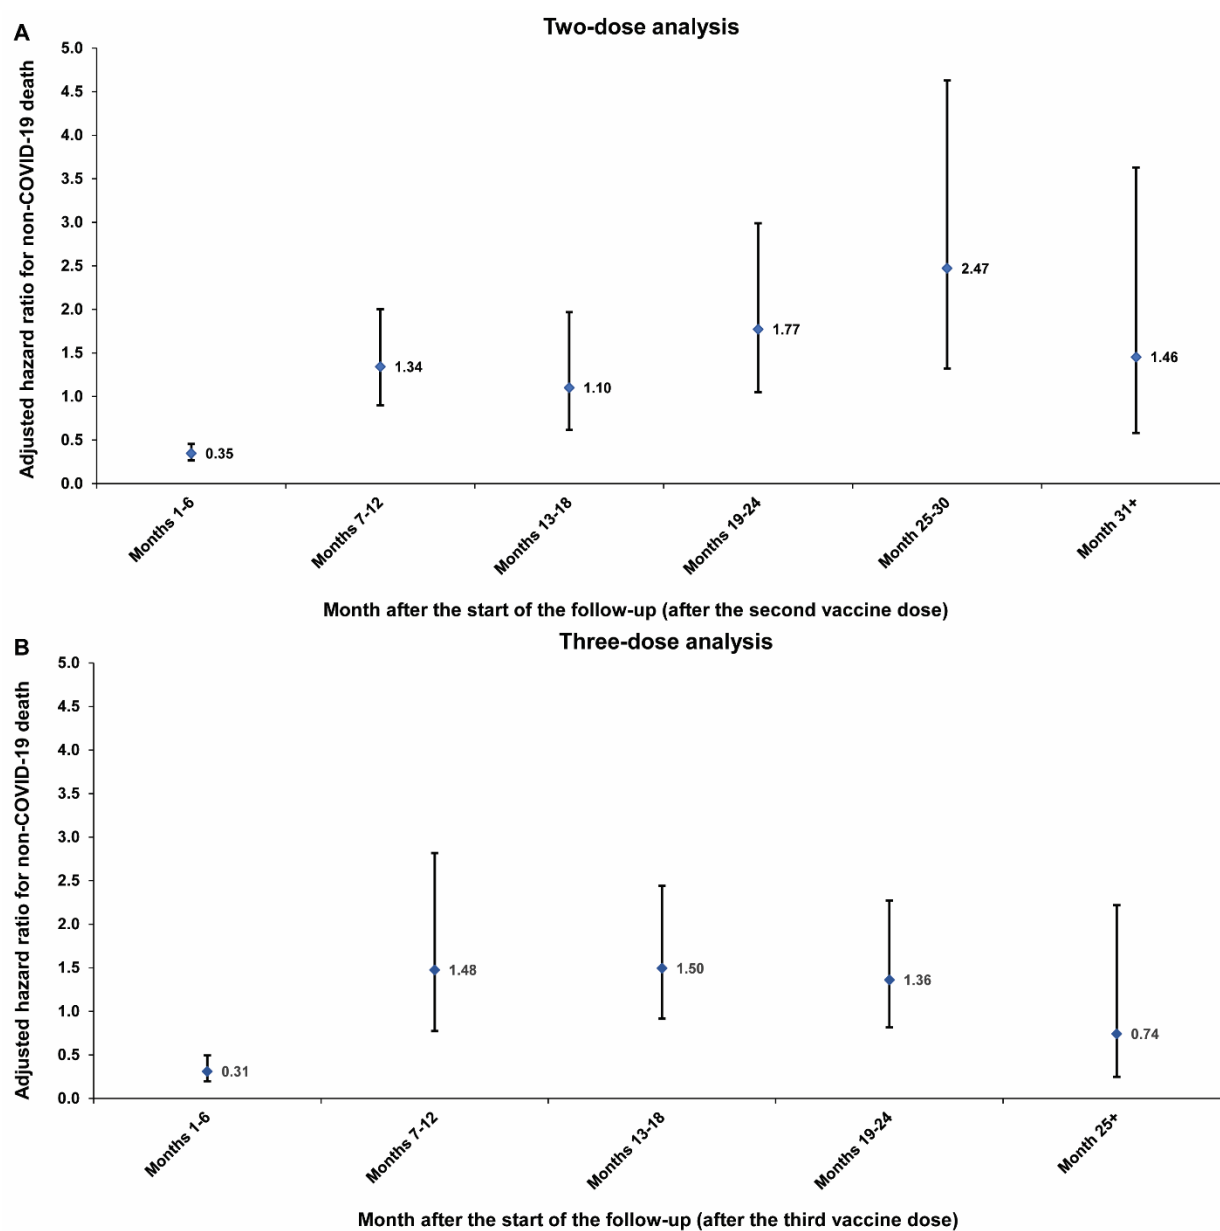 A
Two-dose analysis
Adjusted hazard ratio for non-COVID-19 death
5.0
4.5
4.0
3.5
3.0
2.5
2.0
1.5
1.0
0.5
0.0
0.35
1.34
1.10
1.77
2.47
1.46
Months 1-6
Months 7-12
Months 13-18
Months 19-24
Month 25-30
Month 31+
Month after the start of the follow-up (after the second vaccine dose)
B
Three-dose analysis
Adjusted hazard ratio for non-COVID-19 death
5.0
4.5
4.0
3.5
3.0
2.5
2.0
1.5
1.0
0.5
0.0
0.31
1.48
1.50
1.36
0.74
Months 1-6
Months 7-12
Months 13-18
Months 19-24
Month 25+
Month after the start of the follow-up (after the third vaccine dose)